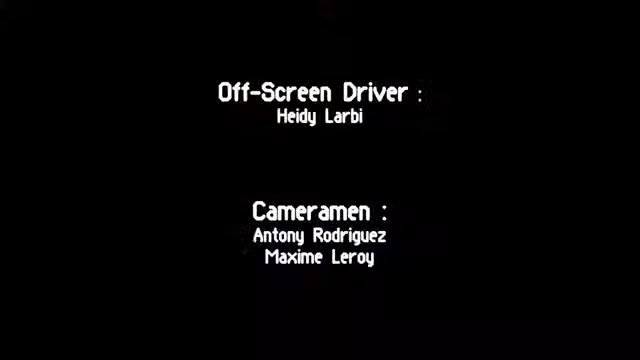 Off-Screen Driver :
Heidy Larbi
Cameramen :
Antony Rodriguez
Maxime Leroy